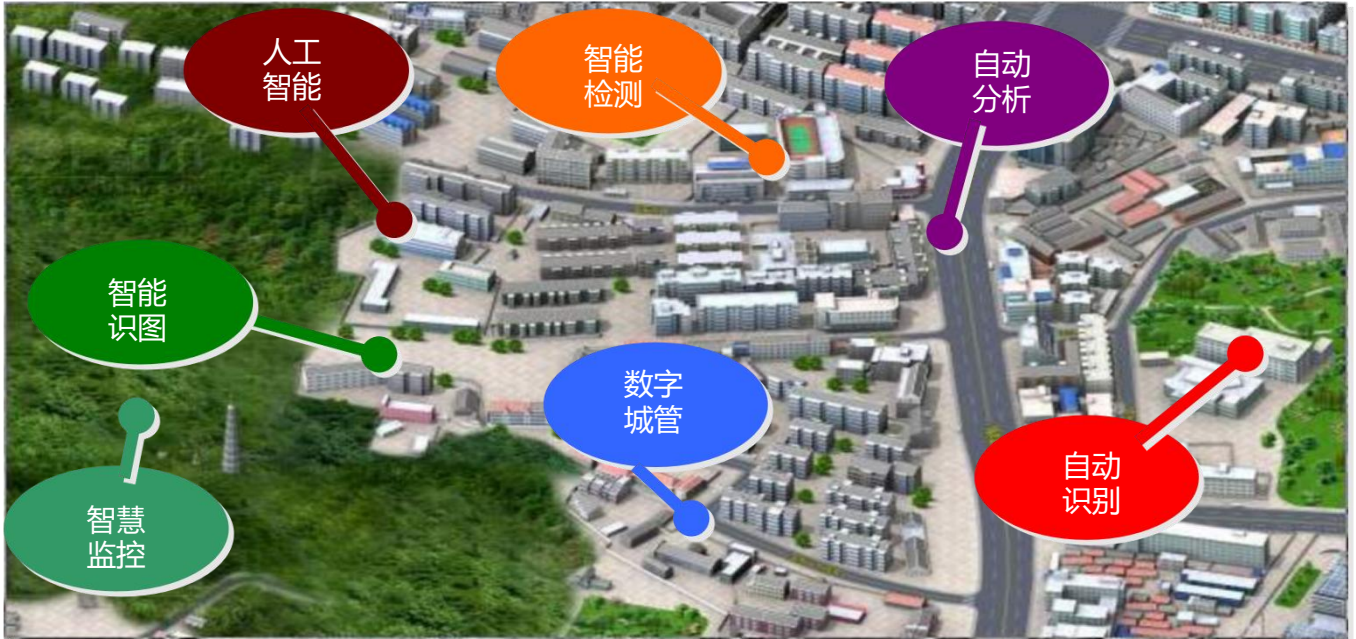 人工
智能
智能
检测
自动
分析
智能
识图
数字
城管
自动
识别
智慧
监控